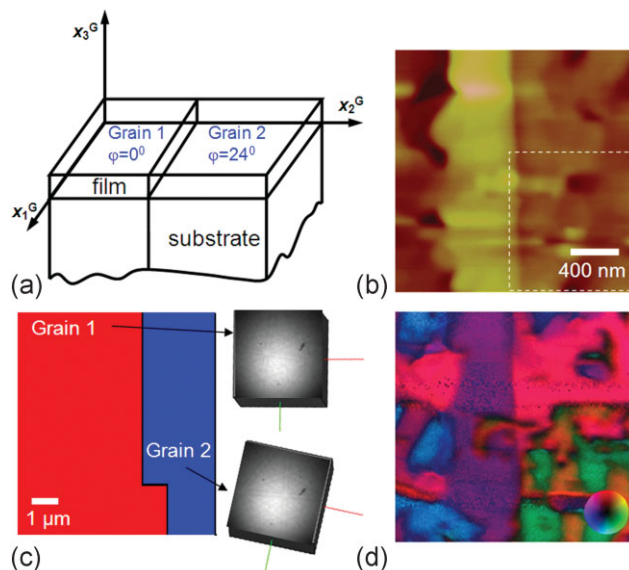 x₃ᴳ
x₂ᴳ
Grain 1
φ=0⁰
Grain 2
φ=24⁰
film
x₁ᴳ
substrate
(a)
400 nm
(b)
Grain 1
Grain 2
1 μm
(c)
(d)